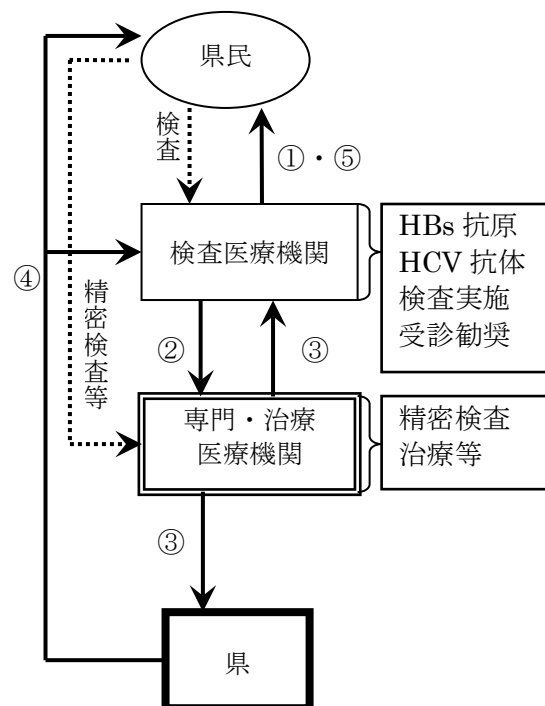 県民
検査
①・⑤
検査医療機関
HBs 抗原
HCV 抗体
検査実施
受診勧奨
④
精密検査等
②
③
専門・治療
医療機関
精密検査
治療等
③
県